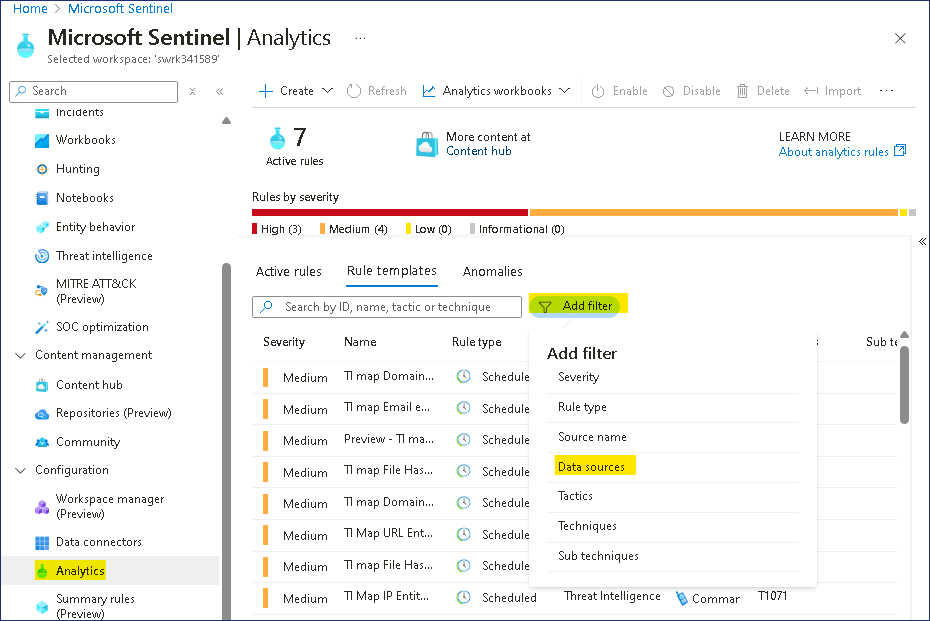 Home > Microsoft Sentinel
Microsoft Sentinel | Analytics ...
Selected workspace: 'swrk341589'
Search
Incidents
Workbooks
Hunting
Notebooks
Entity behavior
Threat intelligence
MITRE ATT&CK
(Preview)
SOC optimization
Content management
Content hub
Repositories (Preview)
Community
Configuration
Workspace manager
(Preview)
Data connectors
Analytics
Summary rules
(Preview)
Create Refresh Analytics workbooks Enable Disable Delete Import ...
7
Active rules
More content at
Content hub
LEARN MORE
About analytics rules
Rules by severity
High (3) Medium (4) Low (0) Informational (0)
Active rules Rule templates Anomalies
Search by ID, name, tactic or technique Add filter
Severity Name Rule type Sub te
Medium TI map Domain... Schedule
Medium TI map Email e... Schedule
Medium Preview - TI ma... Schedule
Medium TI map File Has... Schedule
Medium TI map Domain... Schedule
Medium TI Map URL Ent... Schedule
Medium TI map File Has... Schedule
Medium TI Map IP Entit... Scheduled Threat Intelligence Commar T1071
Add filter
Severity
Rule type
Source name
Data sources
Tactics
Techniques
Sub techniques